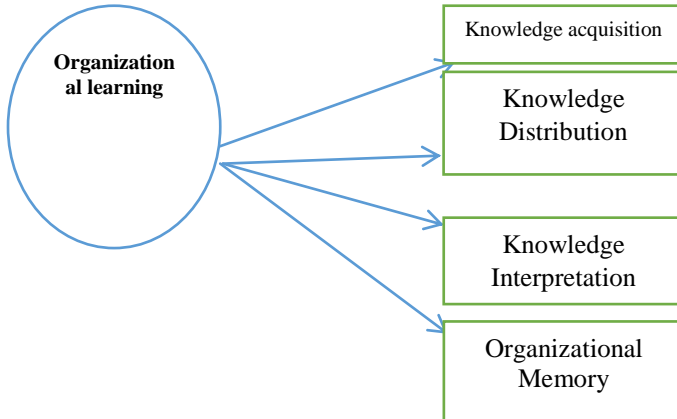 Organization
al learning
Knowledge acquisition
Knowledge
Distribution
Knowledge
Interpretation
Organizational
Memory